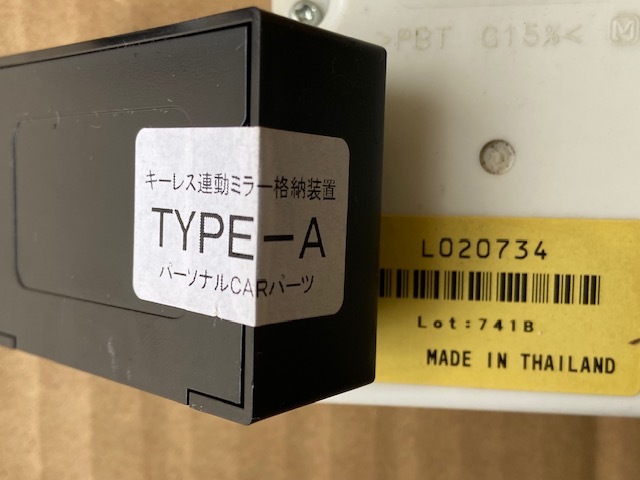 キーレス連動ミラー格納装置
TYPE-A
パーソナルCARパーツ
>PBT G15%< M
L020734
Lot:741B
MADE IN THAILAND